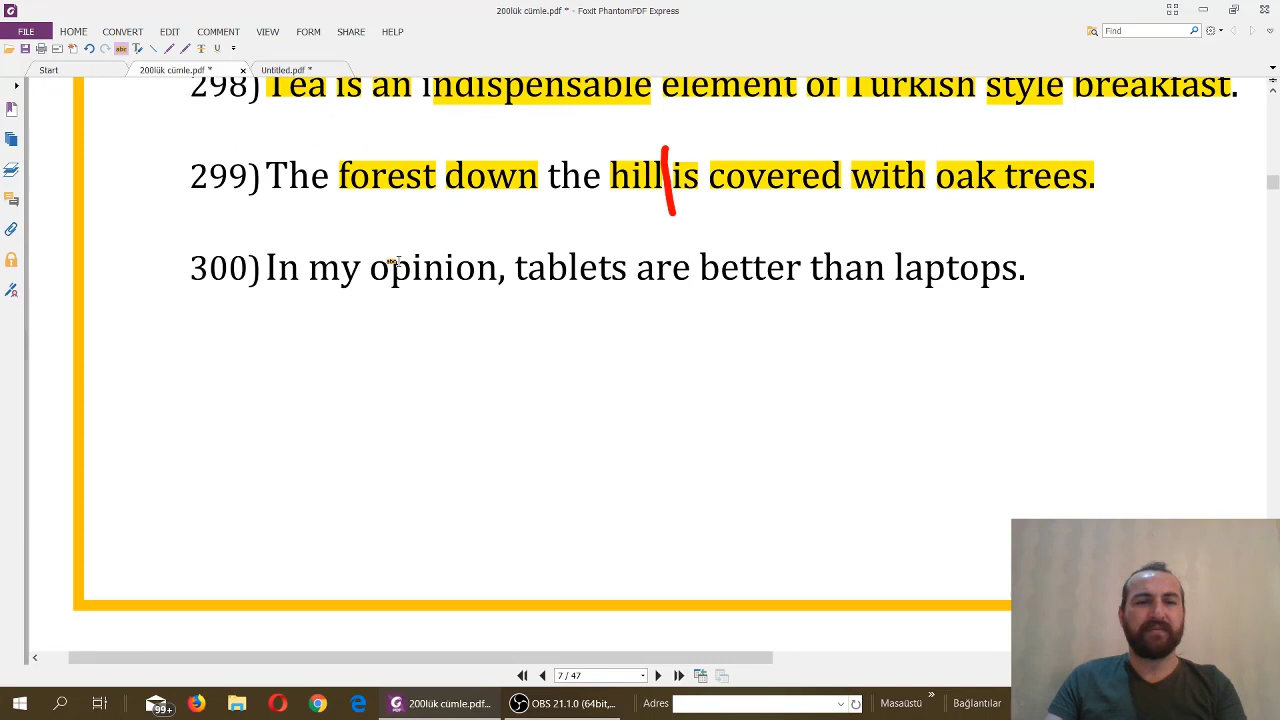 200lük cümle.pdf * - Foxit PhantomPDF Express
FILE HOME CONVERT EDIT COMMENT VIEW FORM SHARE HELP
Find
Start 200lük cümle.pdf * Untitled.pdf *
298) Tea is an indispensable element of Turkish style breakfast.
299) The forest down the hill is covered with oak trees.
300) In my opinion, tablets are better than laptops.
7 / 47
99+ 200lük cümle.pdf... OBS 21.1.0 (64bit,... Adres Masaüstü Bağlantılar